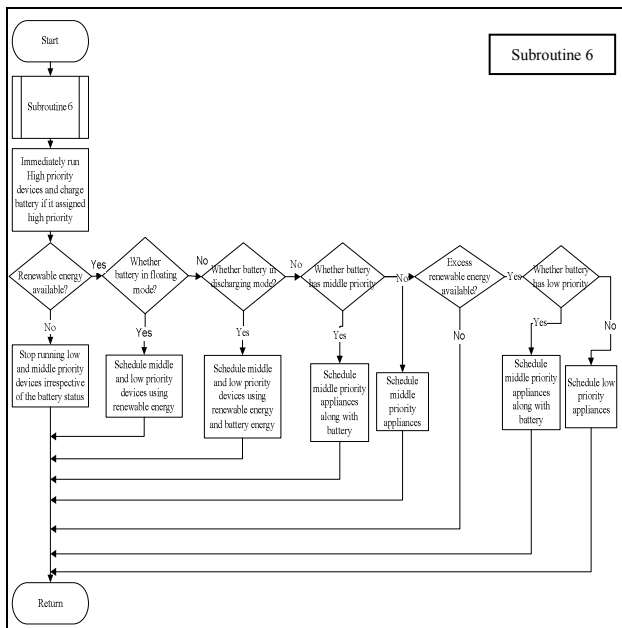 Start
Subroutine 6
Subroutine 6
Immediately run
High priority
devices and charge
battery if it assigned
high priority
Renewable energy
available?
Yes
Whether
battery in floating
mode?
No
Whether battery in
discharging mode?
No
Whether battery
has middle priority
No
Excess
renewable energy
available?
Yes
Whether battery
has low priority
No
No
Yes
Yes
Yes
No
Yes
Stop running low
and middle priority
devices irrespective
of the battery status
Schedule middle
and low priority
devices using
renewable energy
Schedule middle
and low priority
devices using
renewable energy
and battery energy
Schedule
middle priority
appliances
along with
battery
Schedule
middle
priority
appliances
Schedule
middle priority
appliances
along with
battery
Schedule low
priority
appliances
Return